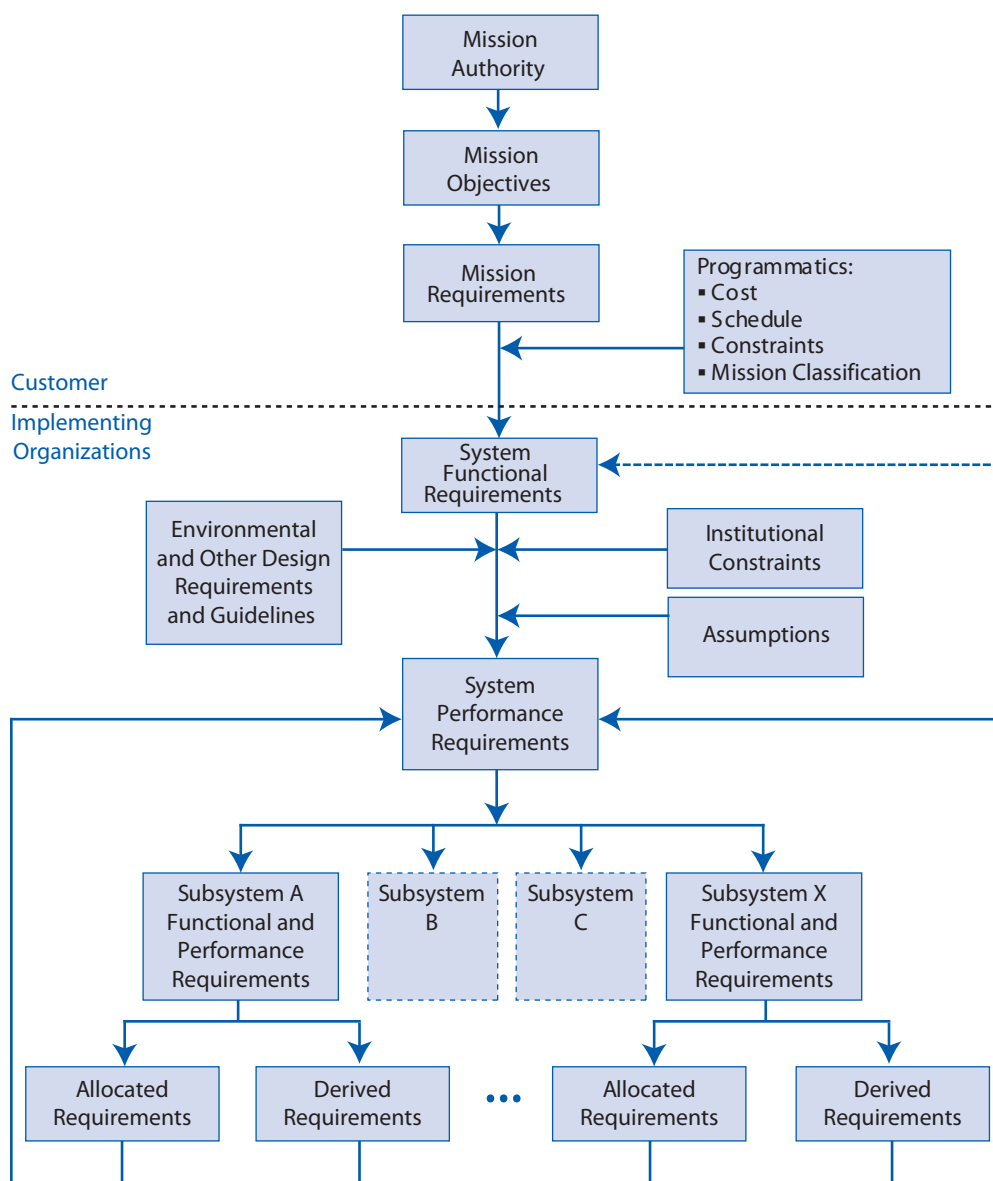 Mission
Authority
Mission
Objectives
Mission
Requirements
Programmatics:
▪ Cost
▪ Schedule
▪ Constraints
▪ Mission Classification
Customer
Implementing
Organizations
System
Functional
Requirements
Environmental
and Other Design
Requirements
and Guidelines
Institutional
Constraints
Assumptions
System
Performance
Requirements
Subsystem A
Functional and
Performance
Requirements
Subsystem
B
Subsystem
C
Subsystem X
Functional and
Performance
Requirements
Allocated
Requirements
Derived
Requirements
•••
Allocated
Requirements
Derived
Requirements